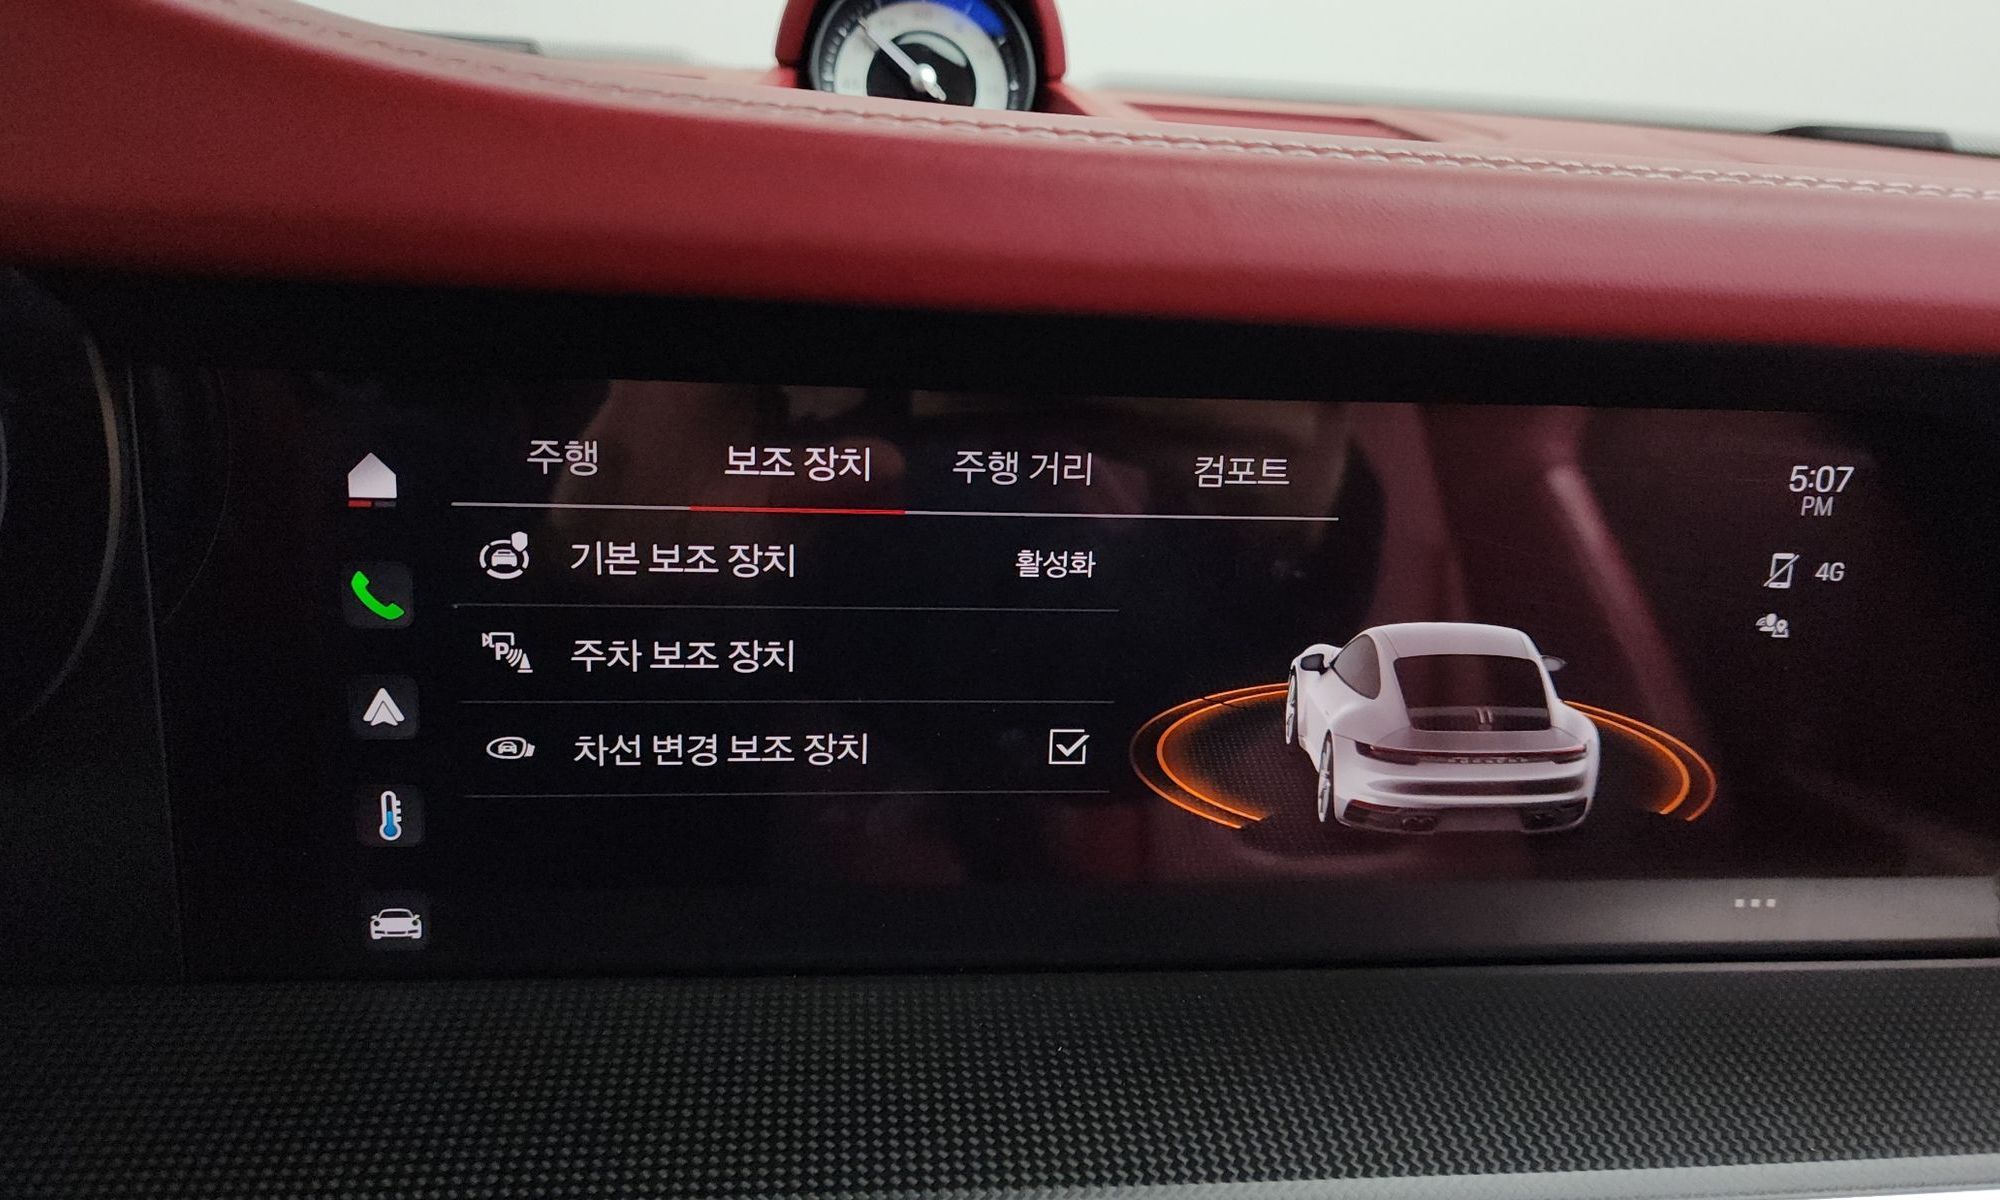 주행
보조 장치
주행 거리
컴포트
5:07
PM
기본 보조 장치
활성화
4G
P
주차 보조 장치
차선 변경 보조 장치
PORSCHE